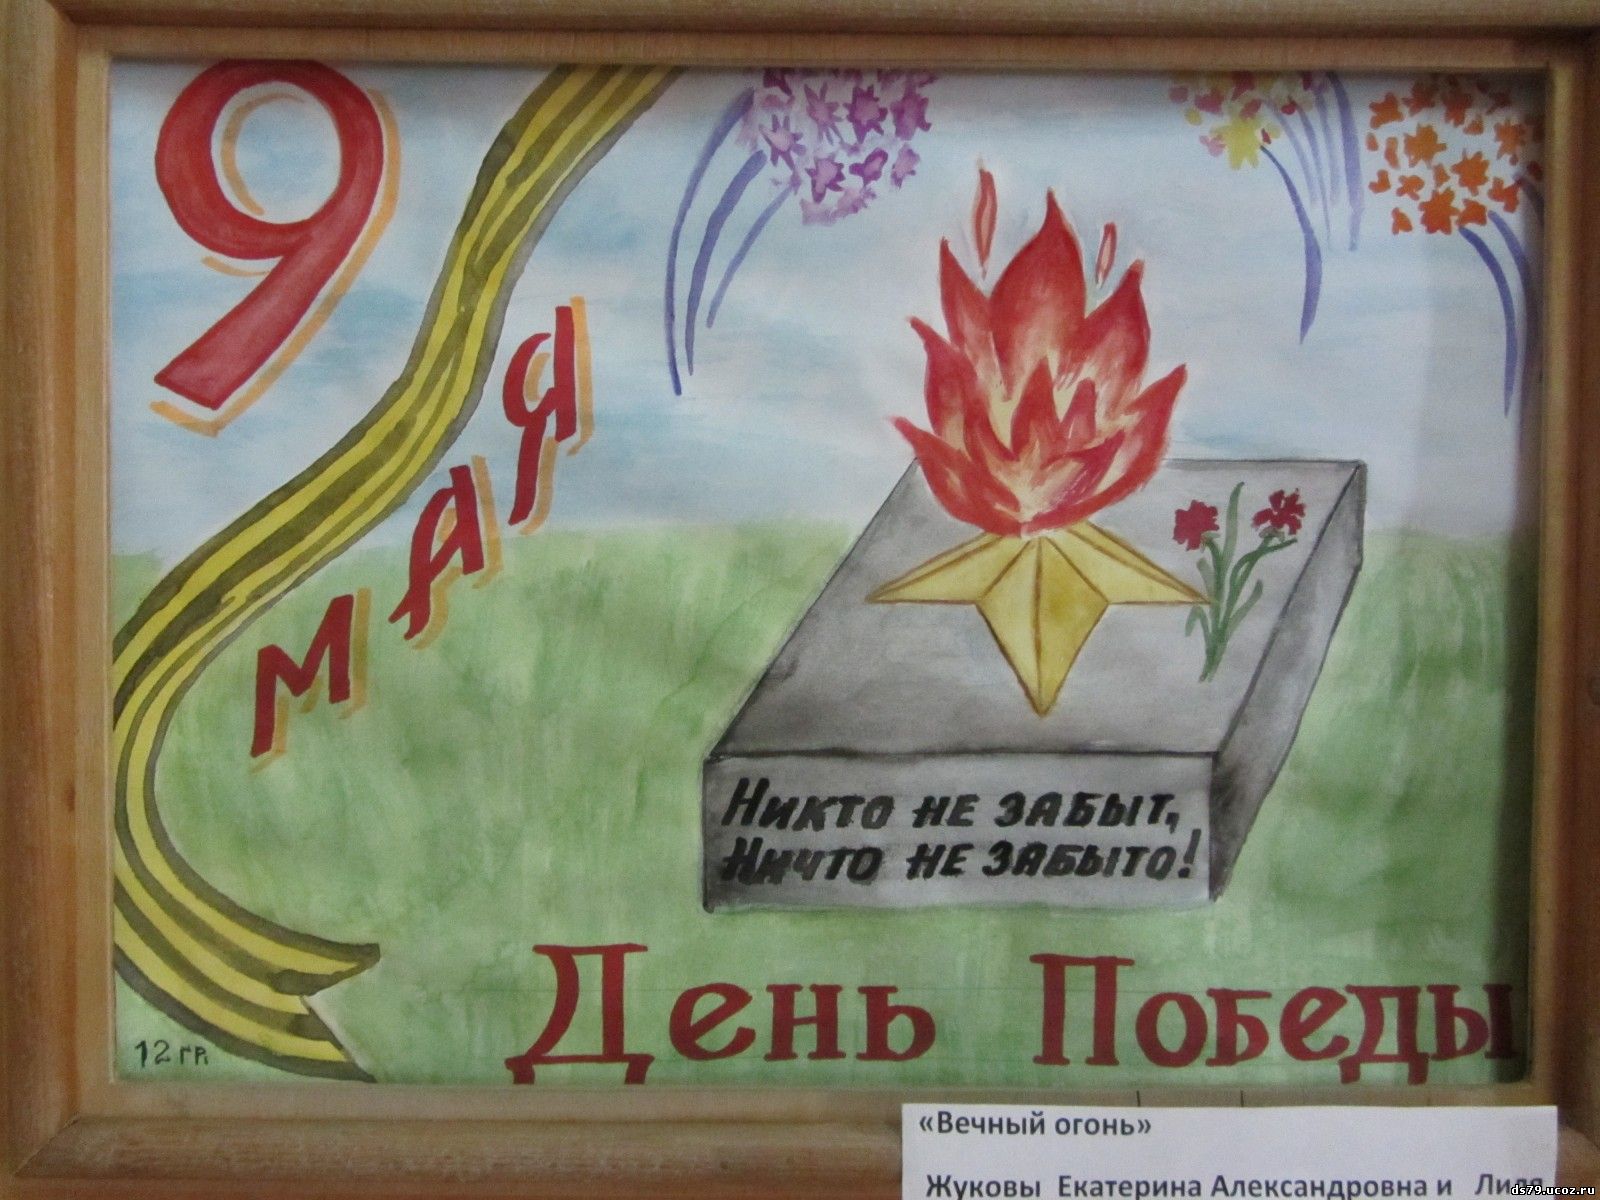 9
МАЯ
НИКТО НЕ ЗАБЫТ,
НИЧТО НЕ ЗАБЫТО!
День Победы
12 гр.
«Вечный огонь»
Жуковы Екатерина Александровна и Лиля
ds79.ucoz.ru